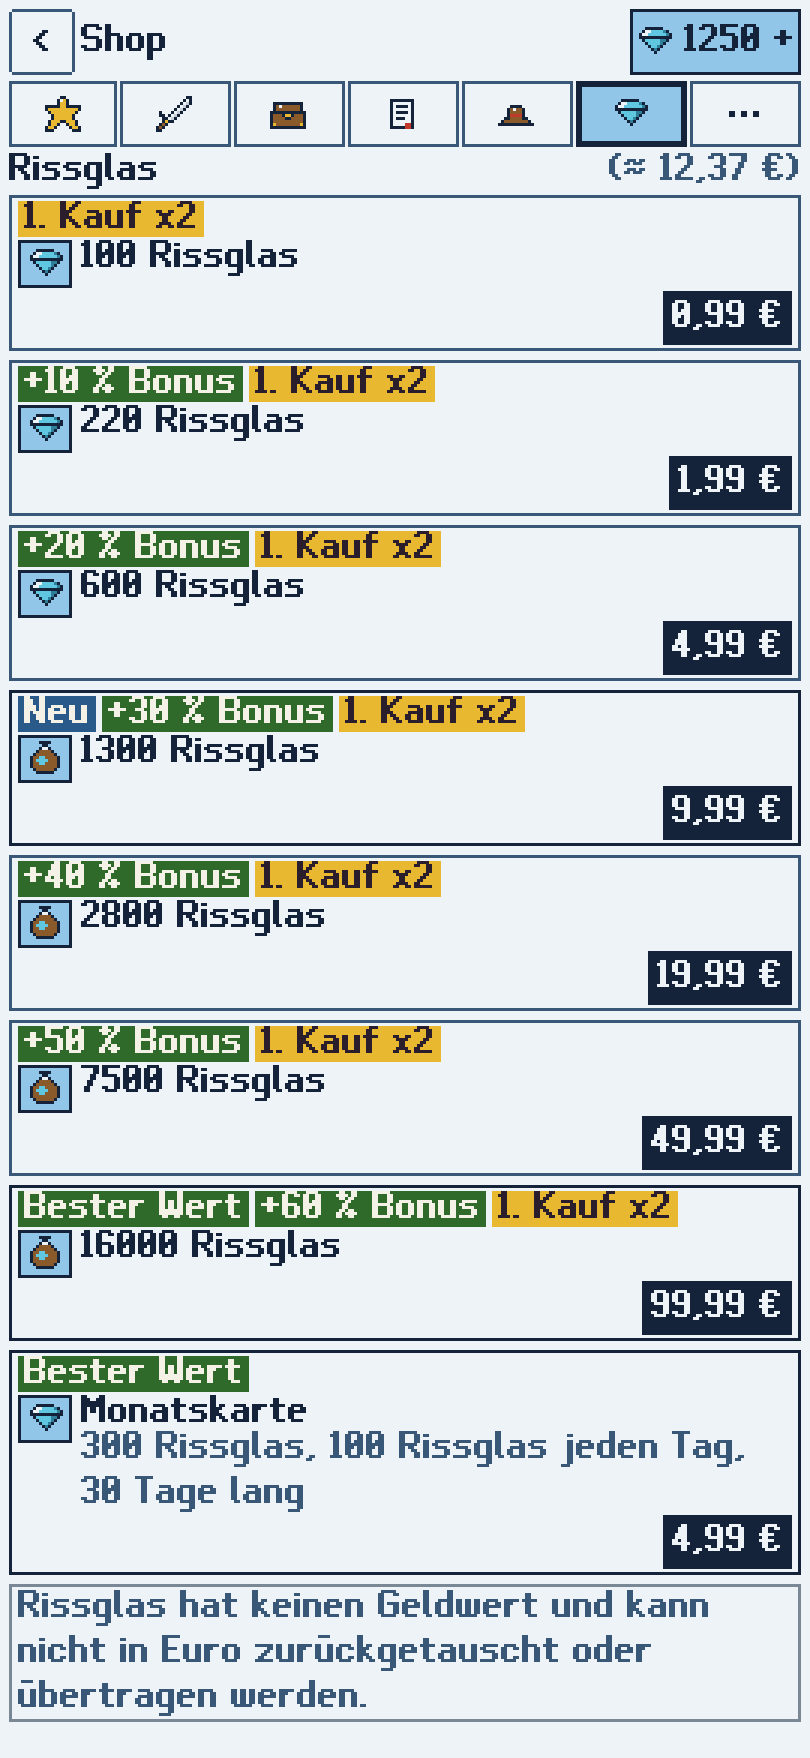 < Shop
1250 +
...
Rissglas
(≈ 12,37 €)
1. Kauf x2
100 Rissglas
0,99 €
+10 % Bonus 1. Kauf x2
220 Rissglas
1,99 €
+20 % Bonus 1. Kauf x2
600 Rissglas
4,99 €
Neu +30 % Bonus 1. Kauf x2
1300 Rissglas
9,99 €
+40 % Bonus 1. Kauf x2
2800 Rissglas
19,99 €
+50 % Bonus 1. Kauf x2
7500 Rissglas
49,99 €
Bester Wert +60 % Bonus 1. Kauf x2
16000 Rissglas
99,99 €
Bester Wert
Monatskarte
300 Rissglas, 100 Rissglas jeden Tag,
30 Tage lang
4,99 €
Rissglas hat keinen Geldwert und kann
nicht in Euro zurückgetauscht oder
übertragen werden.